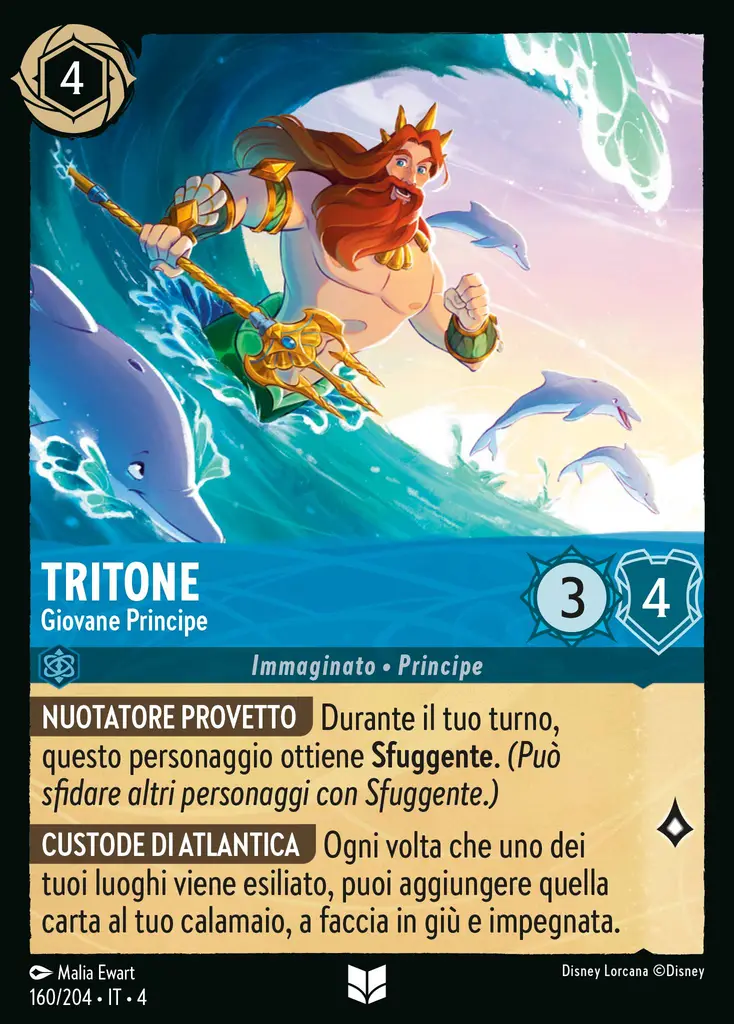 4
TRITONE
Giovane Principe
3
4
Immaginato • Principe
NUOTATORE PROVETTO Durante il tuo turno,
questo personaggio ottiene Sfuggente. (Può
sfidare altri personaggi con Sfuggente.)
CUSTODE DI ATLANTICA Ogni volta che uno dei
tuoi luoghi viene esiliato, puoi aggiungere quella
carta al tuo calamaio, a faccia in giù e impegnata.
Malia Ewart
Disney Lorcana ©Disney
160/204 • IT • 4